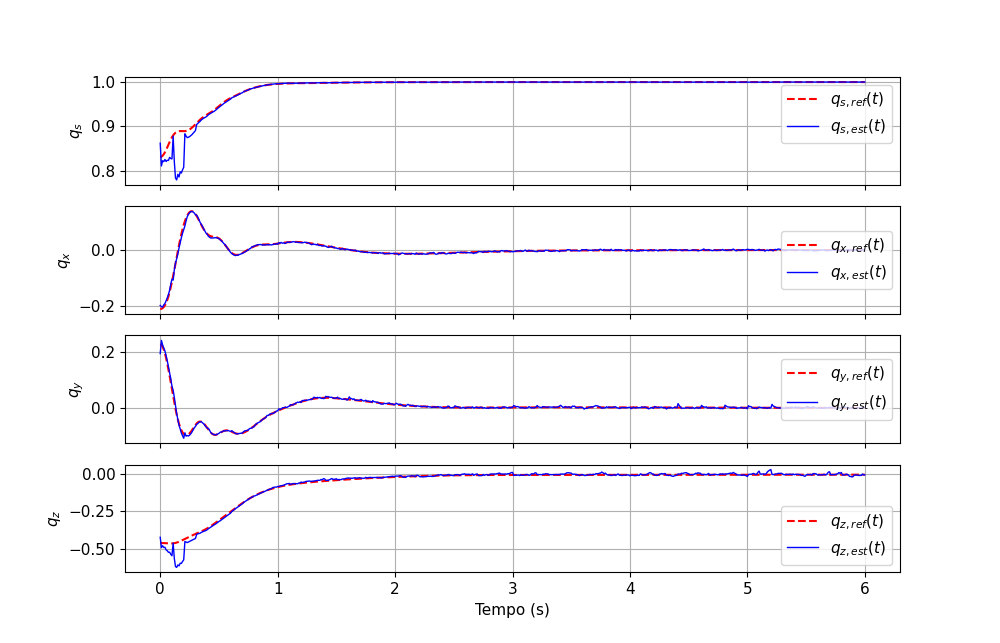 1.0
0.9
0.8
q_s
q_{s,ref}(t)
q_{s,est}(t)
0.0
−0.2
q_x
q_{x,ref}(t)
q_{x,est}(t)
0.2
0.0
q_y
q_{y,ref}(t)
q_{y,est}(t)
0.00
−0.25
−0.50
q_z
q_{z,ref}(t)
q_{z,est}(t)
0 1 2 3 4 5 6
Tempo (s)